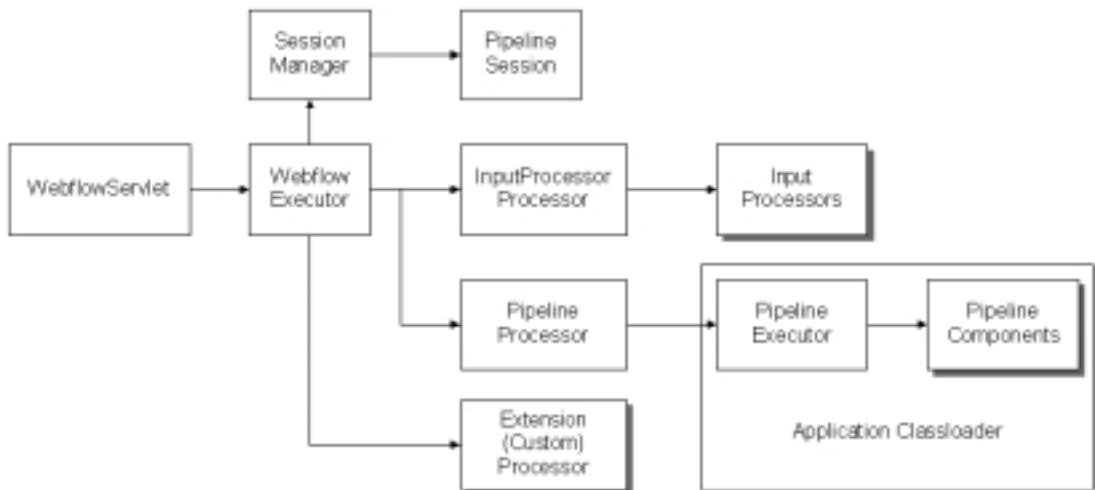 Session
Manager
Pipeline
Session
WebflowServlet
Webflow
Executor
InputProcessor
Processor
Input
Processors
Pipeline
Processor
Pipeline
Executor
Pipeline
Components
Extension
(Custom)
Processor
Application Classloader